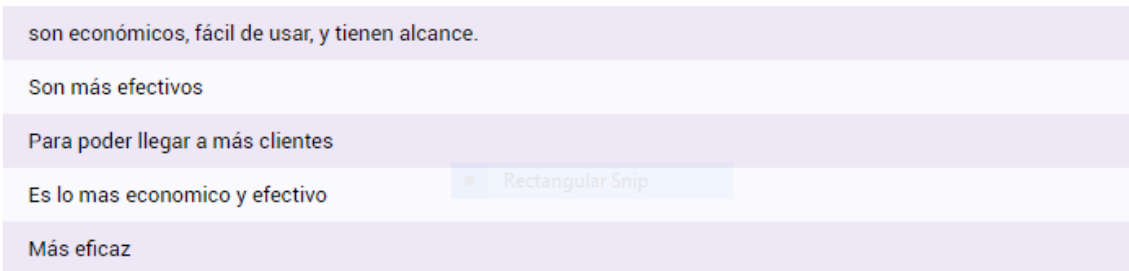 son económicos, fácil de usar, y tienen alcance.
Son más efectivos
Para poder llegar a más clientes
Rectangular Snip
Es lo mas economico y efectivo
Más eficaz